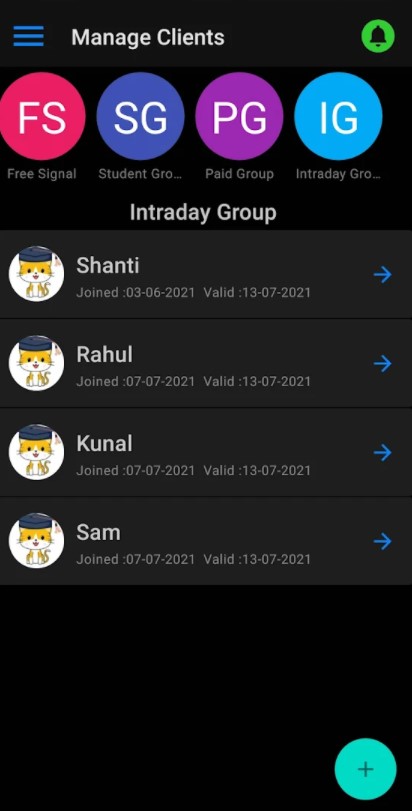 Manage Clients
FS SG PG IG
Free Signal Student Gro... Paid Group Intraday Gro...
Intraday Group
Shanti
Joined :03-06-2021 Valid :13-07-2021
Rahul
Joined :07-07-2021 Valid :13-07-2021
Kunal
Joined :07-07-2021 Valid :13-07-2021
Sam
Joined :07-07-2021 Valid :13-07-2021
+